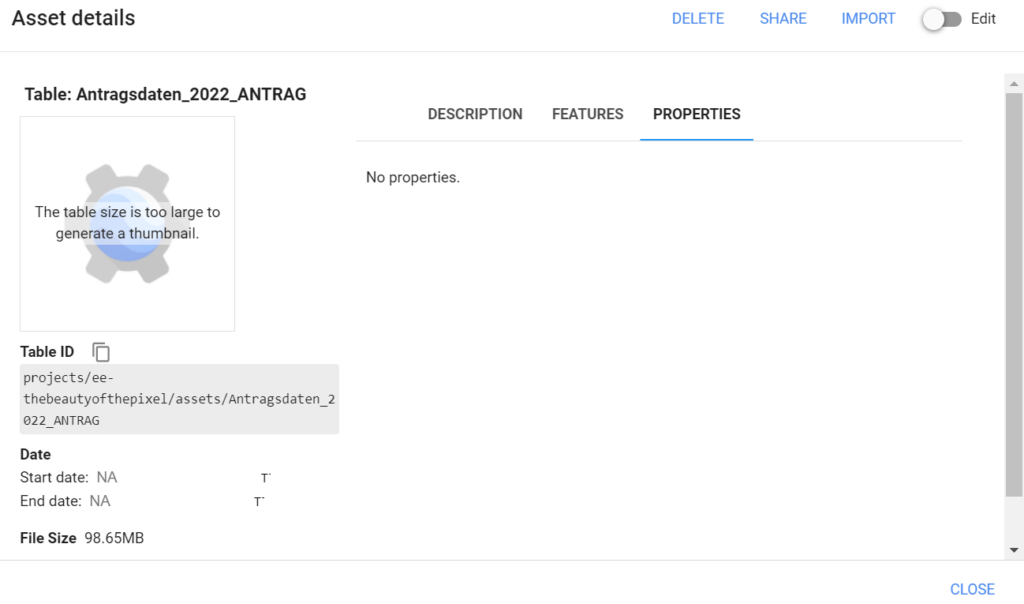 Asset details
DELETE SHARE IMPORT Edit
Table: Antragsdaten_2022_ANTRAG
The table size is too large to
generate a thumbnail.
Table ID
projects/ee-
thebeautyofthepixel/assets/Antragsdaten_2
022_ANTRAG
Date
Start date: NA
End date: NA
File Size 98.65MB
DESCRIPTION FEATURES PROPERTIES
No properties.
CLOSE